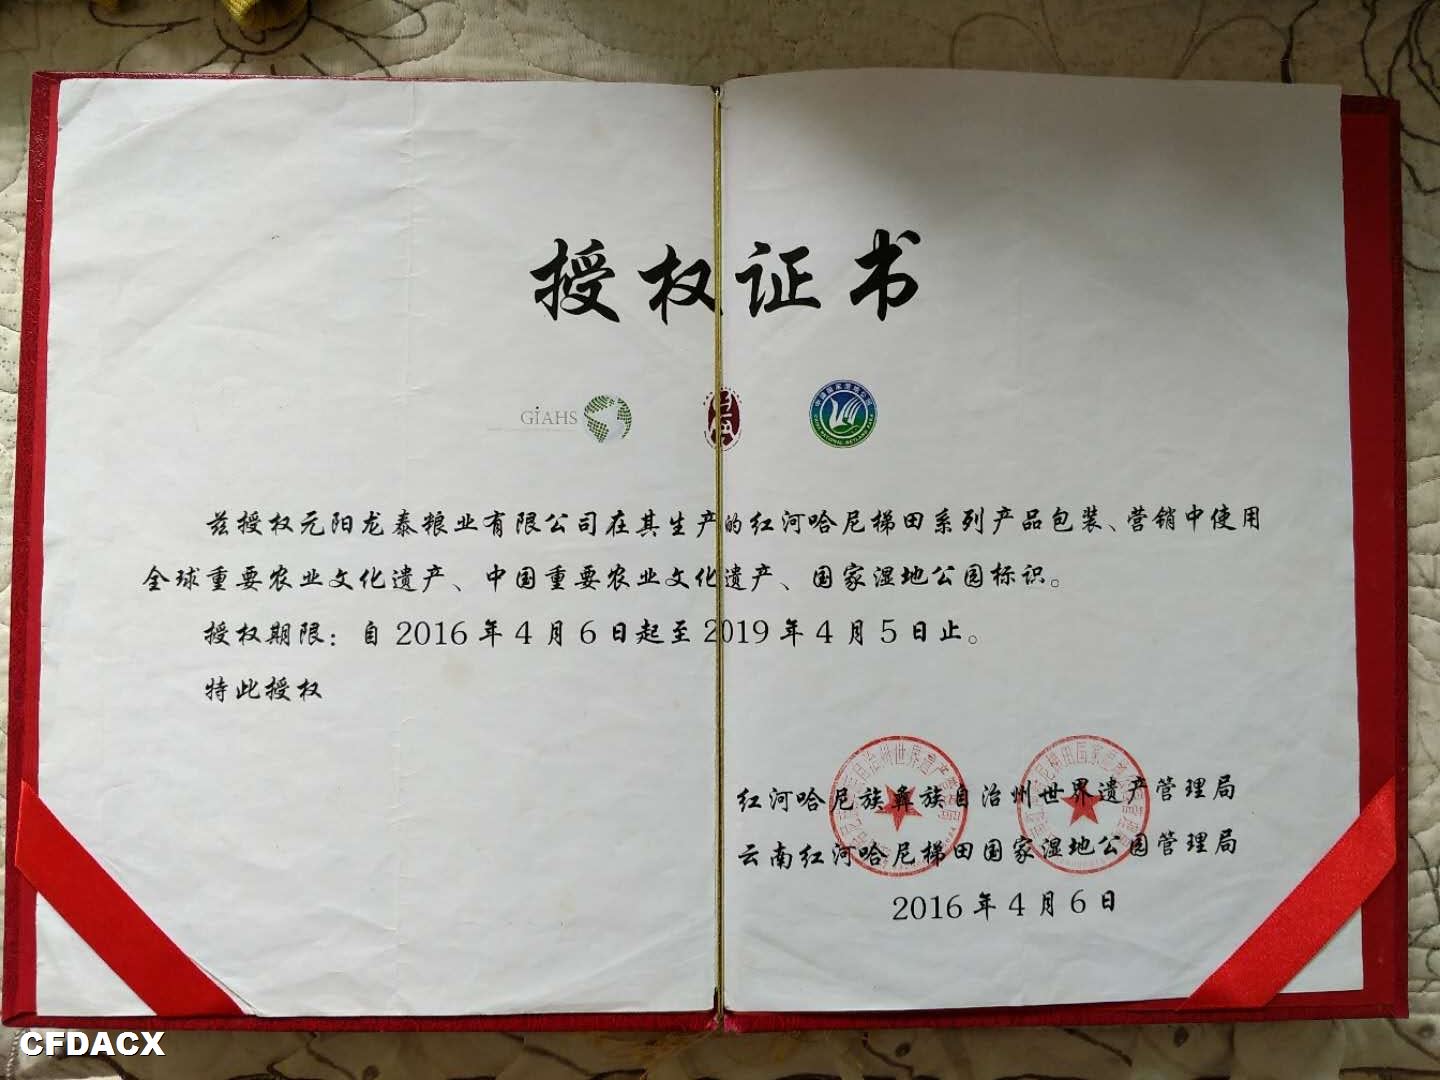 授权证书
GIAHS
兹授权元阳龙泰粮业有限公司在其生产的红河哈尼梯田系列产品包装、营销中使用
全球重要农业文化遗产、中国重要农业文化遗产、国家湿地公园标识。
授权期限：自2016年4月6日起至2019年4月5日止。
特此授权
红河哈尼族彝族自治州世界遗产管理局
云南红河哈尼梯田国家湿地公园管理局
2016年4月6日
CFDACX